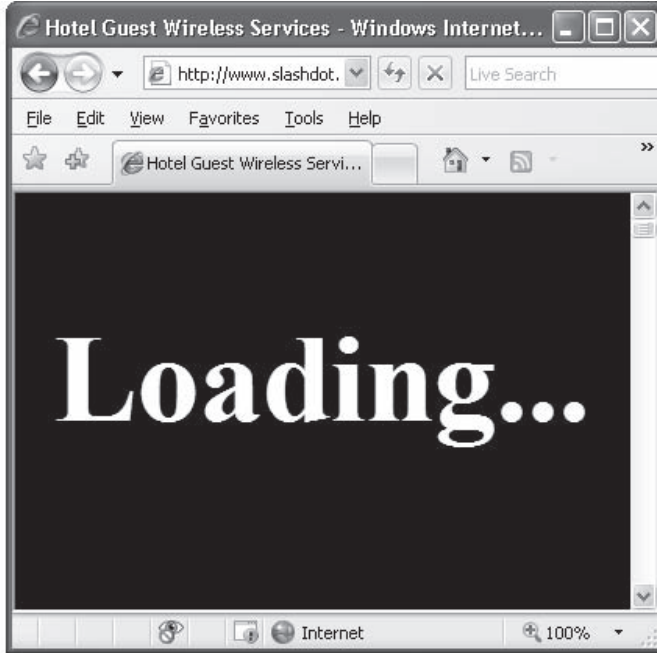 Hotel Guest Wireless Services - Windows Internet...
http://www.slashdot.
Live Search
File Edit View Favorites Tools Help
Hotel Guest Wireless Servi...
Loading...
Internet
100%